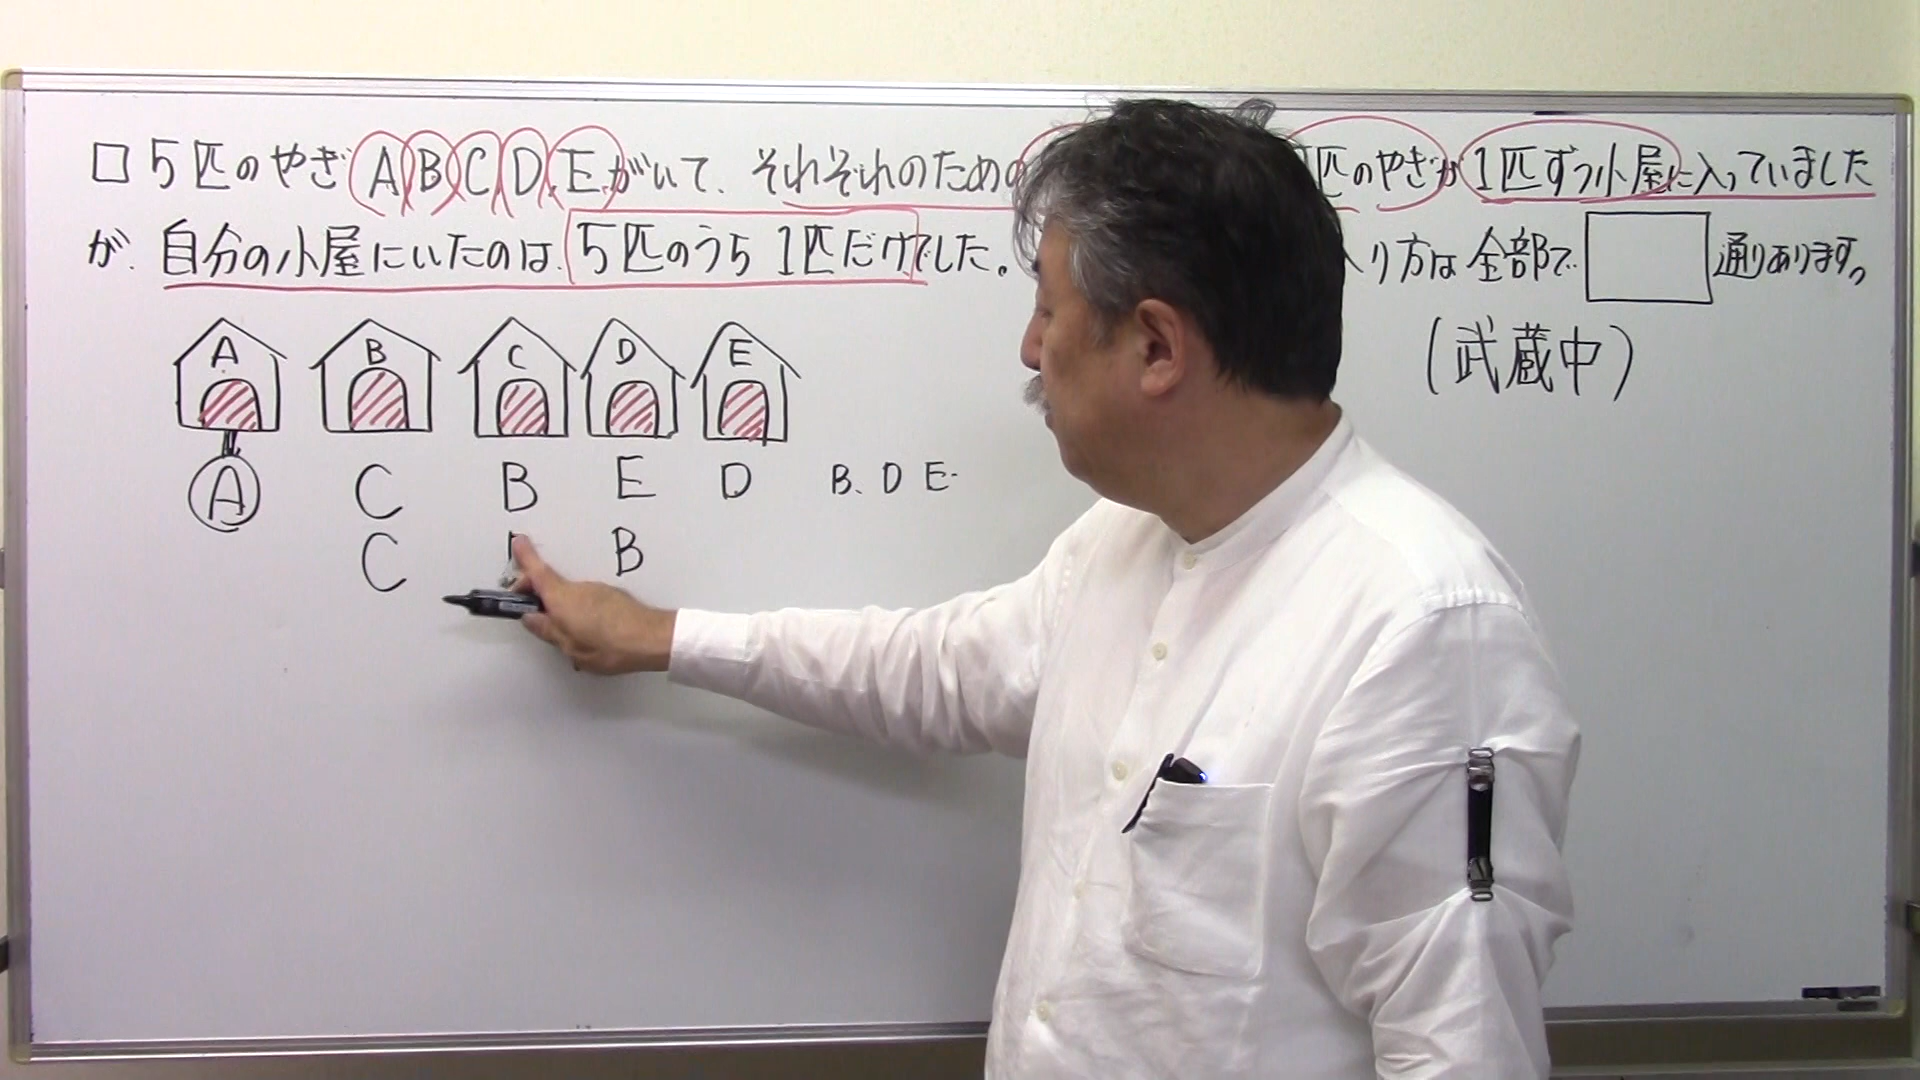 □ 5匹のやぎ A, B, C, D, E がいて、それぞれのための 匹のやぎが 1匹ずつ小屋に入っていました
が、自分の小屋にいたのは、5匹のうち 1匹だけでした。 り方は全部で □ 通りあります。
(武蔵中)
A B C D E
A C B E D B、D E
C B